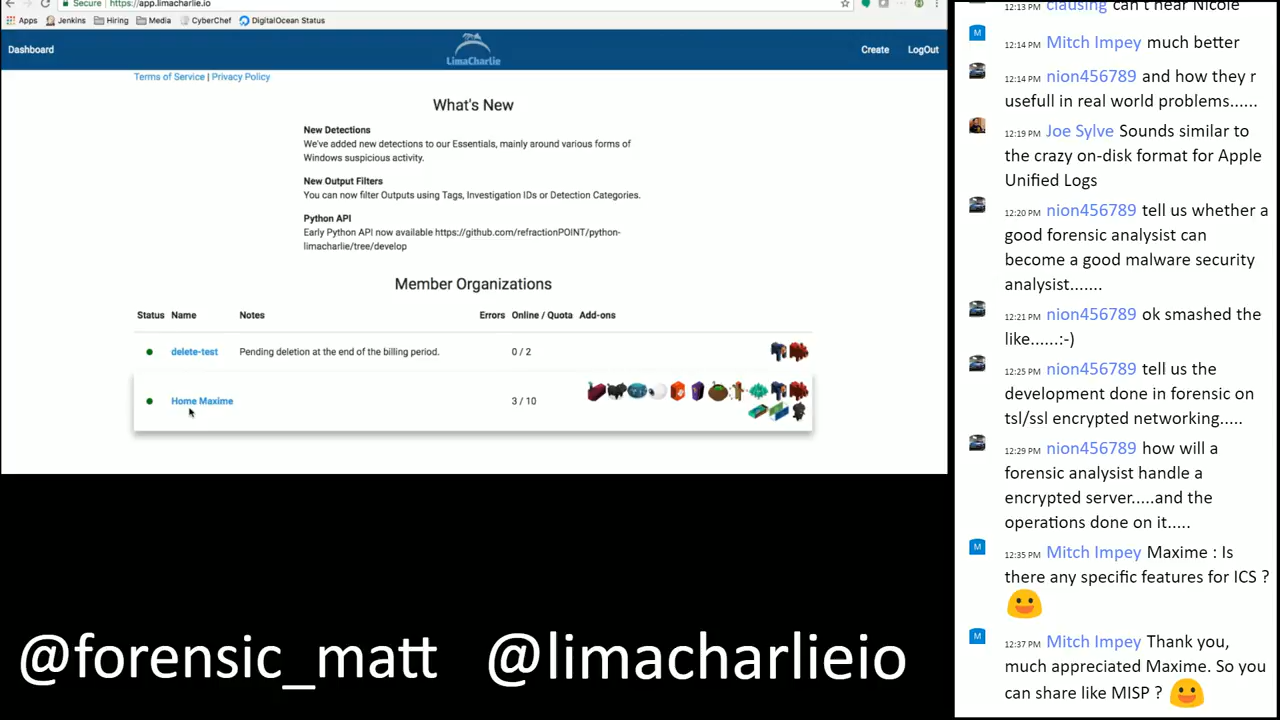 Secure
https://app.limacharlie.io
Apps
Jenkins
Hiring
Media
CyberChef
DigitalOcean Status
Dashboard
LimaCharlie
Create
LogOut
Terms of Service | Privacy Policy
What's New
New Detections
We've added new detections to our Essentials, mainly around various forms of
Windows suspicious activity.
New Output Filters
You can now filter Outputs using Tags, Investigation IDs or Detection Categories.
Python API
Early Python API now available https://github.com/refractionPOINT/python-
limacharlie/tree/develop
Member Organizations
Status Name Notes Errors Online / Quota Add-ons
delete-test Pending deletion at the end of the billing period. 0 / 2
Home Maxime 3 / 10
@forensic_matt @limacharlieio
12:13 PM clausing can't hear Nicole
M
12:14 PM Mitch Impey much better
12:14 PM nion456789 and how they r
usefull in real world problems......
12:19 PM Joe Sylve Sounds similar to
the crazy on-disk format for Apple
Unified Logs
12:20 PM nion456789 tell us whether a
good forensic analyst can
become a good malware security
analyst.......
12:21 PM nion456789 ok smashed the
like......:-)
12:25 PM nion456789 tell us the
development done in forensic on
tsl/ssl encrypted networking.....
12:29 PM nion456789 how will a
forensic analyst handle a
encrypted server.....and the
operations done on it.....
M
12:35 PM Mitch Impey Maxime : Is
there any specific features for ICS ?
M
12:37 PM Mitch Impey Thank you,
much appreciated Maxime. So you
can share like MISP ?